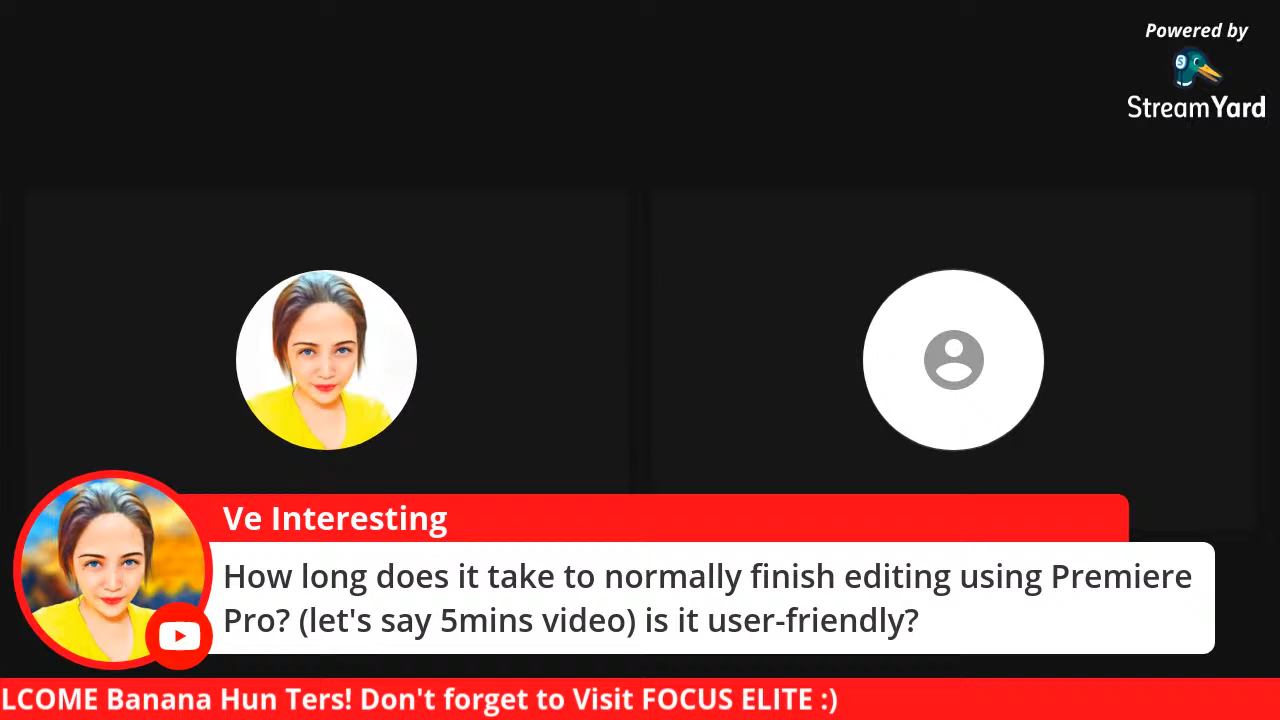 Powered by
StreamYard
Ve Interesting
How long does it take to normally finish editing using Premiere
Pro? (let's say 5mins video) is it user-friendly?
LCOME Banana Hun Ters! Don't forget to Visit FOCUS ELITE :)